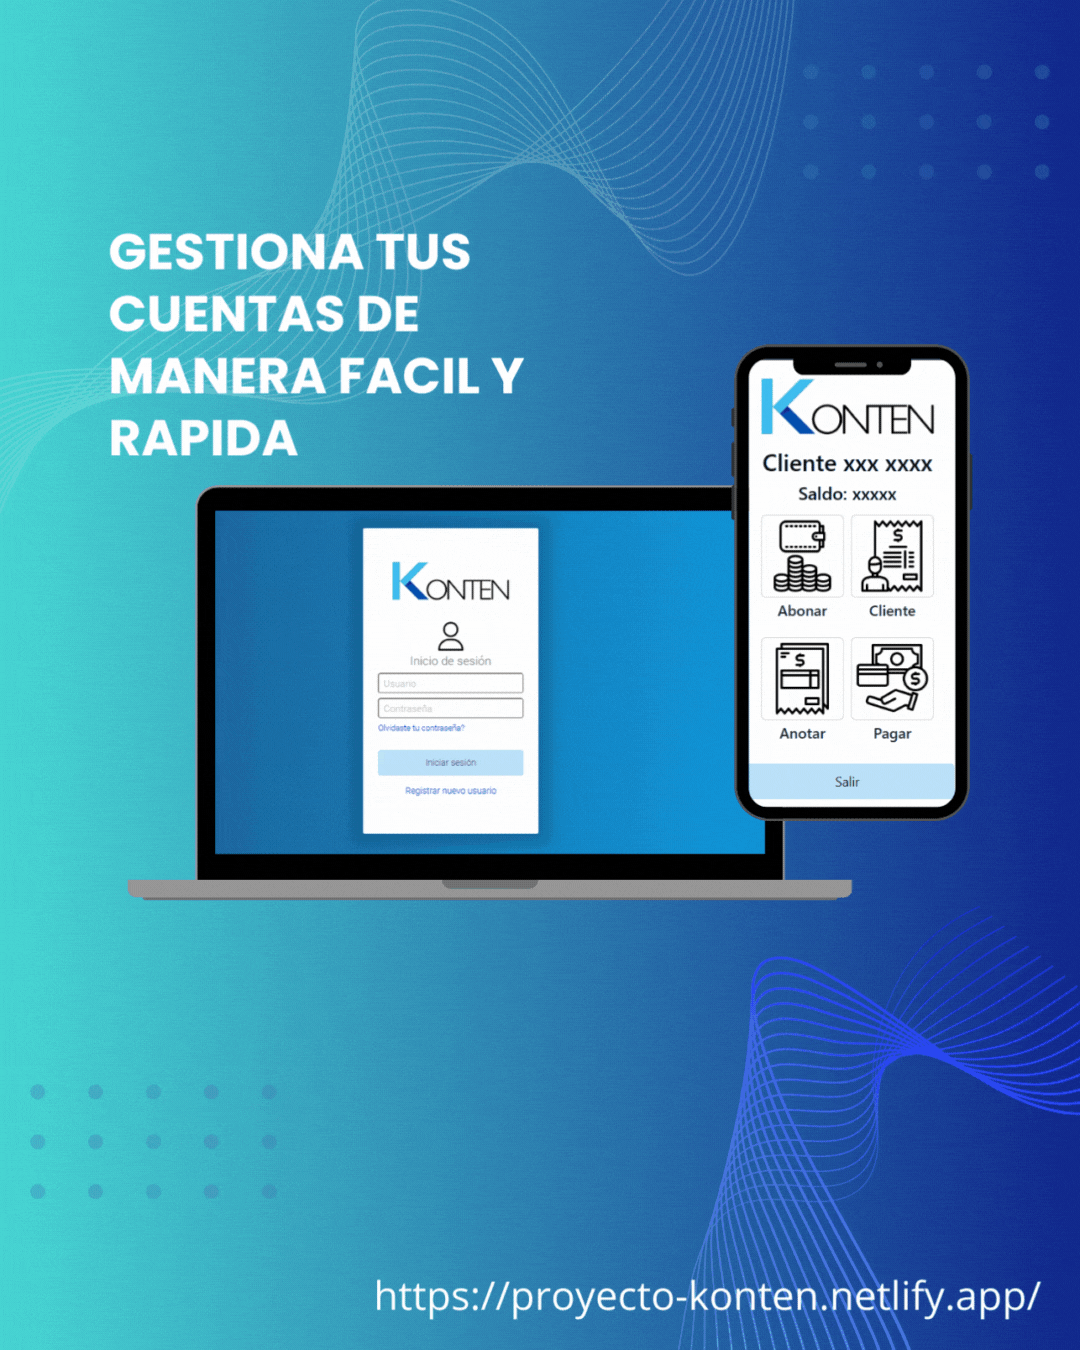 GESTIONA TUS
CUENTAS DE
MANERA FACIL Y
RAPIDA
KONTEN
Inicio de sesión
Usuario
Contraseña
Olvidaste tu contraseña?
Iniciar sesión
Registrar nuevo usuario
KONTEN
Cliente xxx xxxx
Saldo: xxxxx
Abonar Cliente
Anotar Pagar
Salir
https://proyecto-konten.netlify.app/